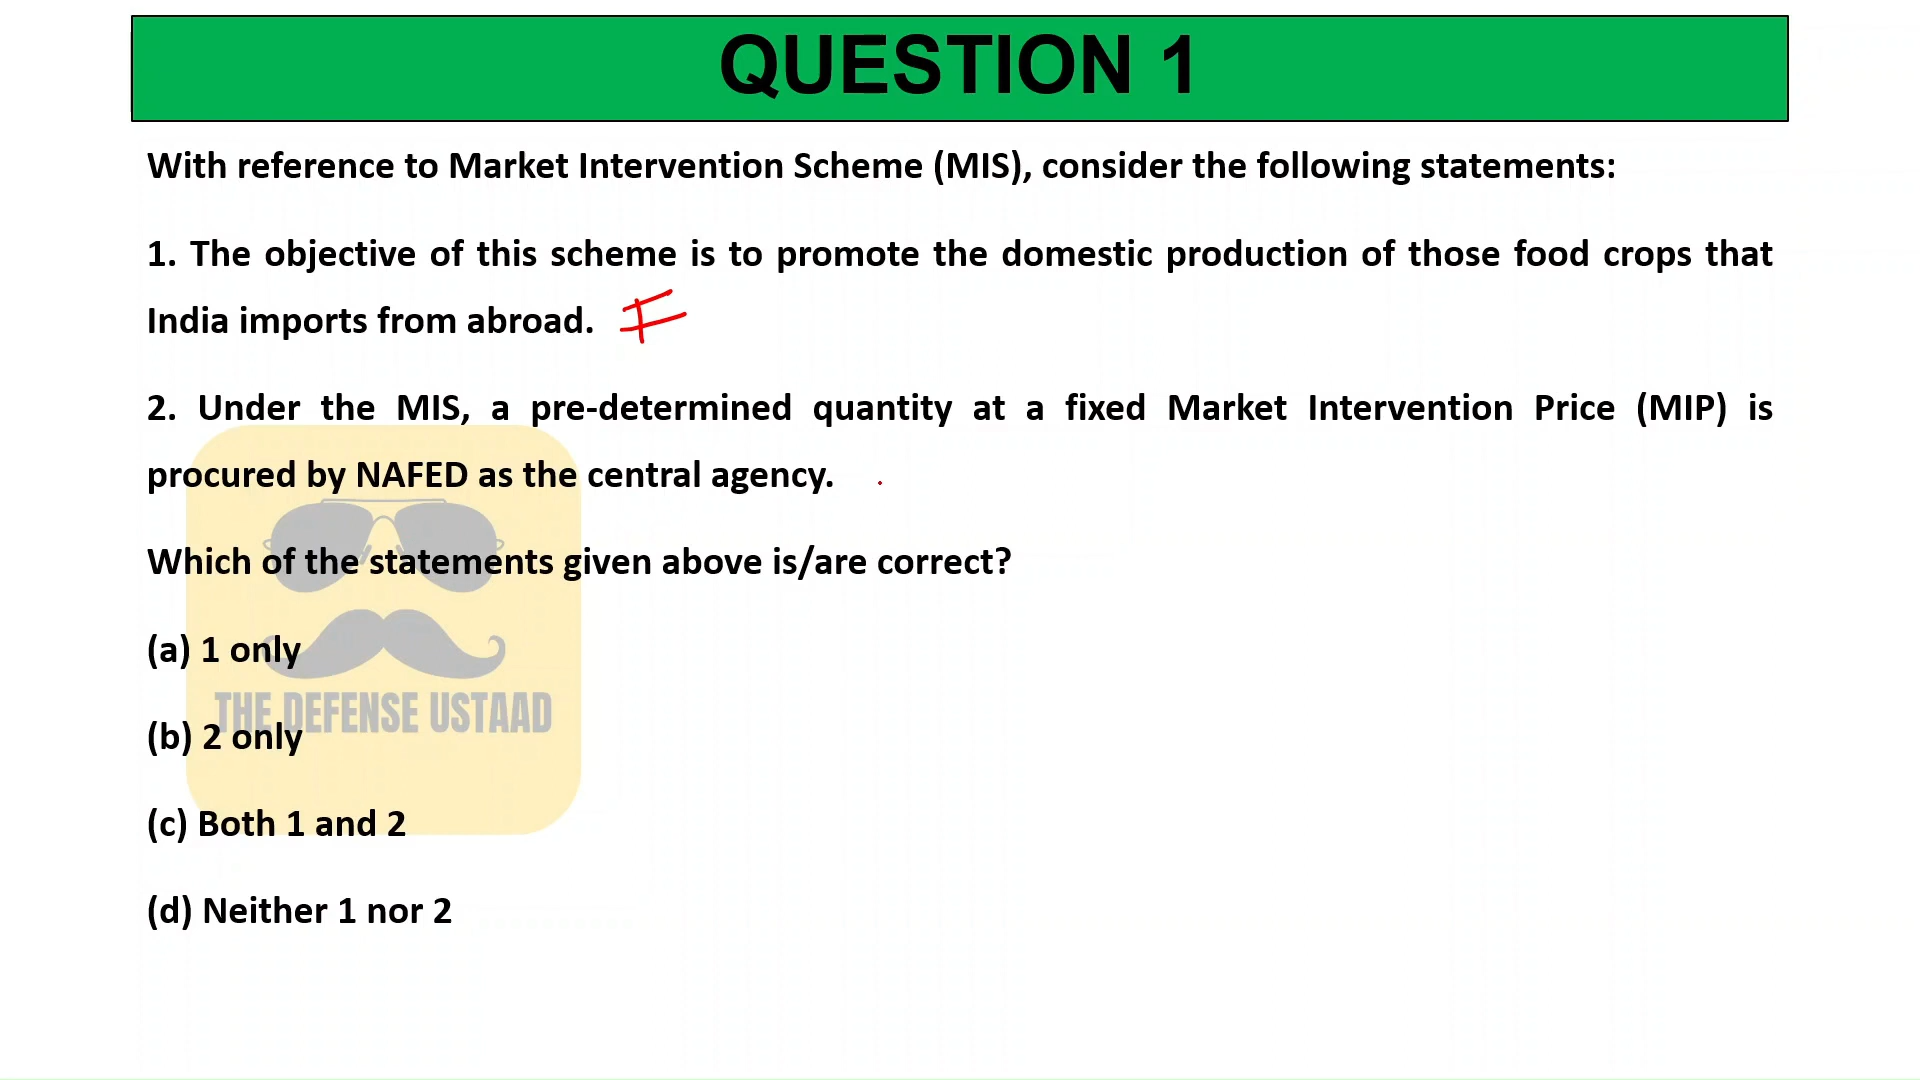 QUESTION 1
With reference to Market Intervention Scheme (MIS), consider the following statements:
1. The objective of this scheme is to promote the domestic production of those food crops that
India imports from abroad. F
2. Under the MIS, a pre-determined quantity at a fixed Market Intervention Price (MIP) is
procured by NAFED as the central agency.
Which of the statements given above is/are correct?
(a) 1 only
THE DEFENSE USTAAD
(b) 2 only
(c) Both 1 and 2
(d) Neither 1 nor 2